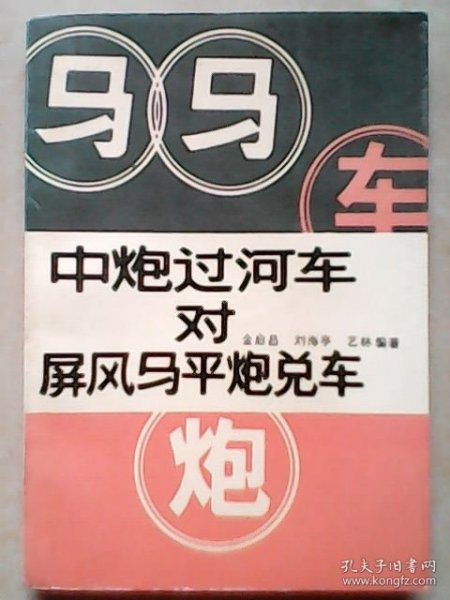 马 马
车
中炮过河车
对
金启昌 刘海亭 艺林 编著
屏风马平炮兑车
炮
孔夫子旧书网
www.kongfz.com